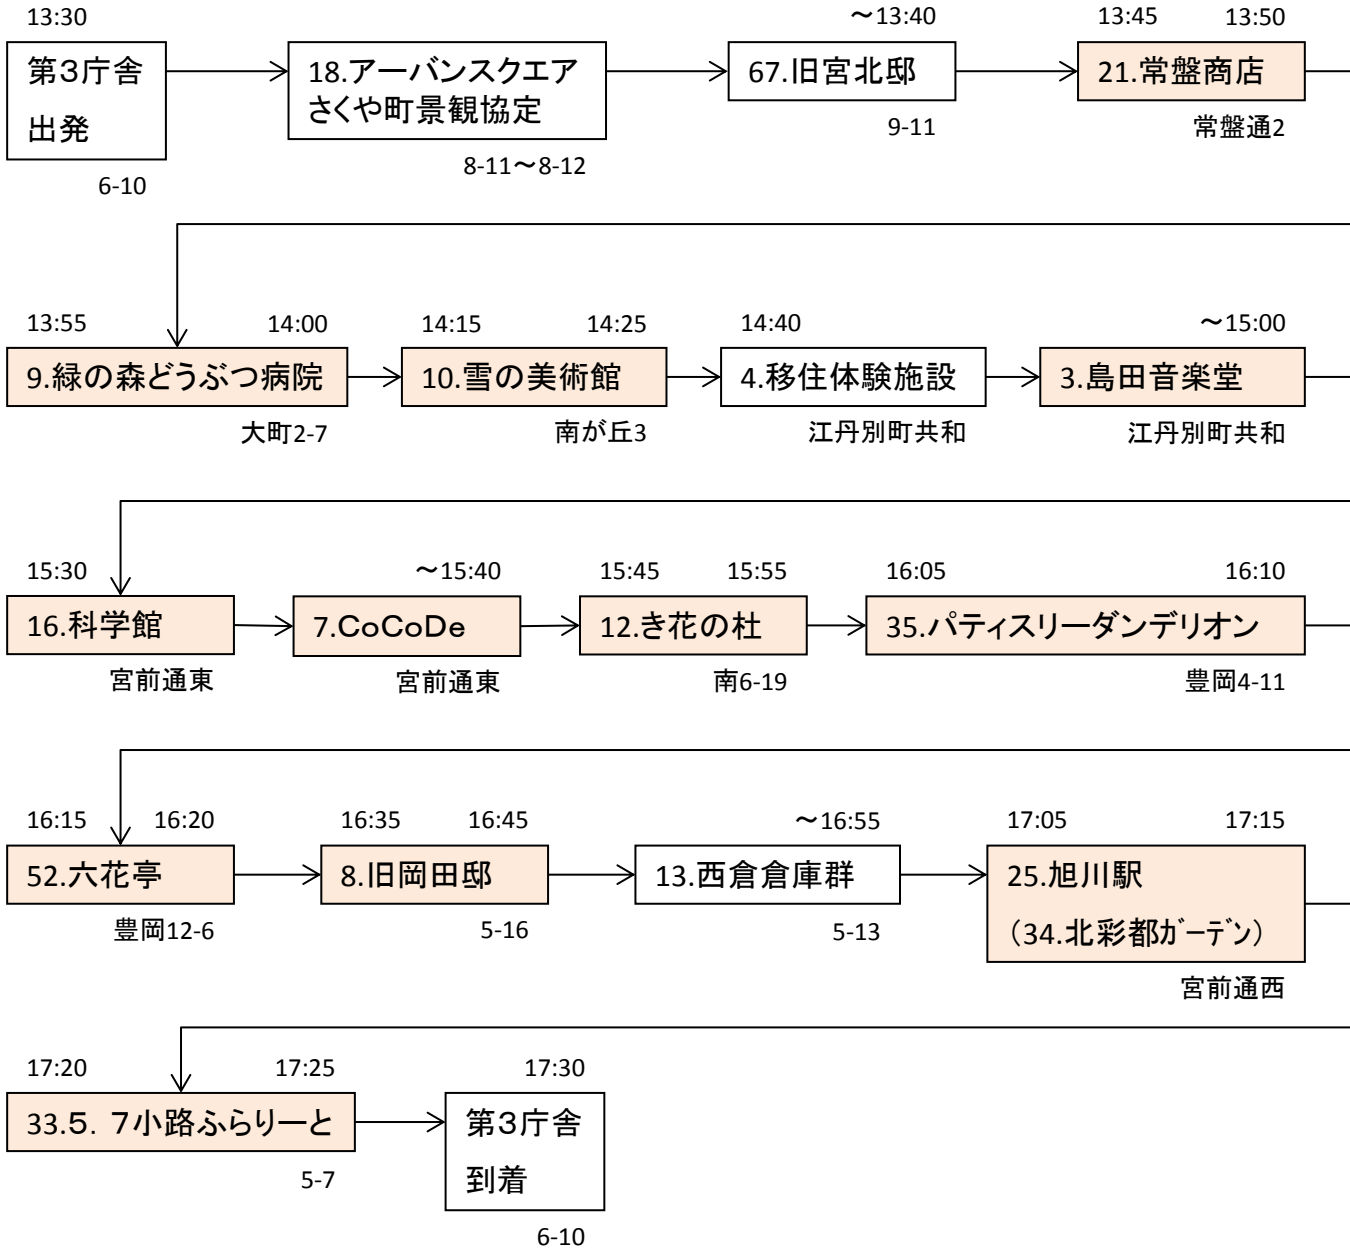 13:30
～13:40
13:45 13:50
第３庁舎
出発
18.アーバンスクエア
さくや町景観協定
67.旧宮北邸
21.常盤商店
6-10
8-11～8-12
9-11
常盤通2
13:55 14:00
14:15 14:25
14:40
～15:00
9.緑の森どうぶつ病院
10.雪の美術館
4.移住体験施設
3.島田音楽堂
大町2-7
南が丘3
江丹別町共和
江丹別町共和
15:30
～15:40
15:45 15:55
16:05 16:10
16.科学館
7.CoCoDe
12.き花の杜
35.パティスリーダンデリオン
宮前通東
宮前通東
南6-19
豊岡4-11
16:15 16:20
16:35 16:45
～16:55
17:05 17:15
52.六花亭
8.旧岡田邸
13.西倉倉庫群
25.旭川駅
（34.北彩都ｶﾞｰﾃﾞﾝ）
豊岡12-6
5-16
5-13
宮前通西
17:20 17:25
17:30
33.５．７小路ふらりーと
第３庁舎
到着
5-7
6-10